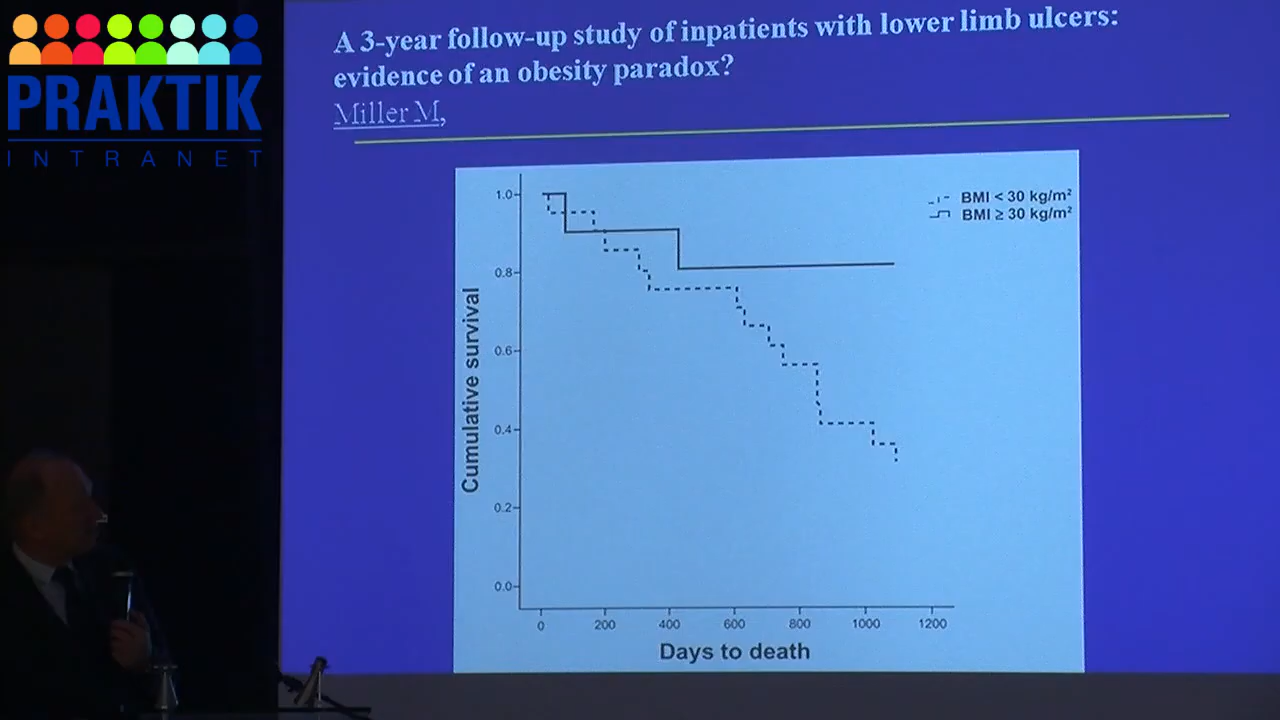 PRAKTIK
INTRANET
A 3-year follow-up study of inpatients with lower limb ulcers:
evidence of an obesity paradox?
Miller M,
BMI < 30 kg/m²
BMI ≥ 30 kg/m²
1.0
0.8
0.6
0.4
0.2
0.0
Cumulative survival
0 200 400 600 800 1000 1200
Days to death